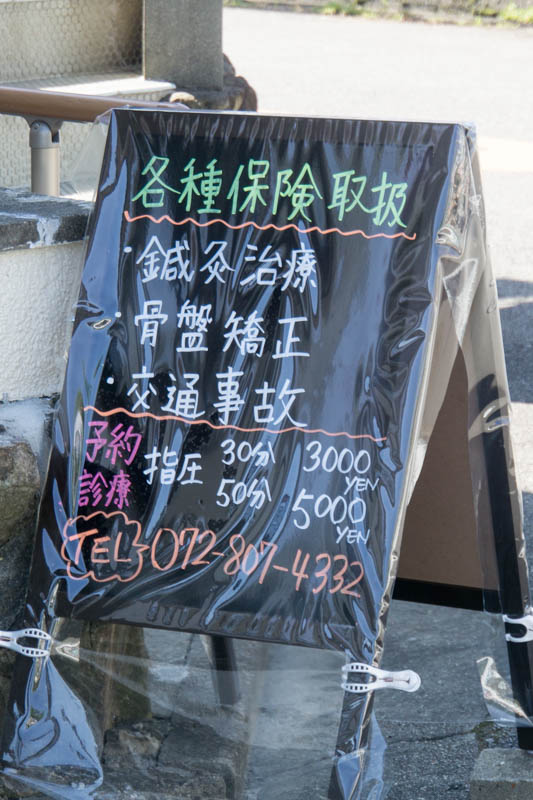 各種保険取扱
・鍼灸治療
・骨盤矯正
・交通事故
予約
診療
指圧 30分 3000
YEN
50分 5000
YEN
TEL 072-807-4332